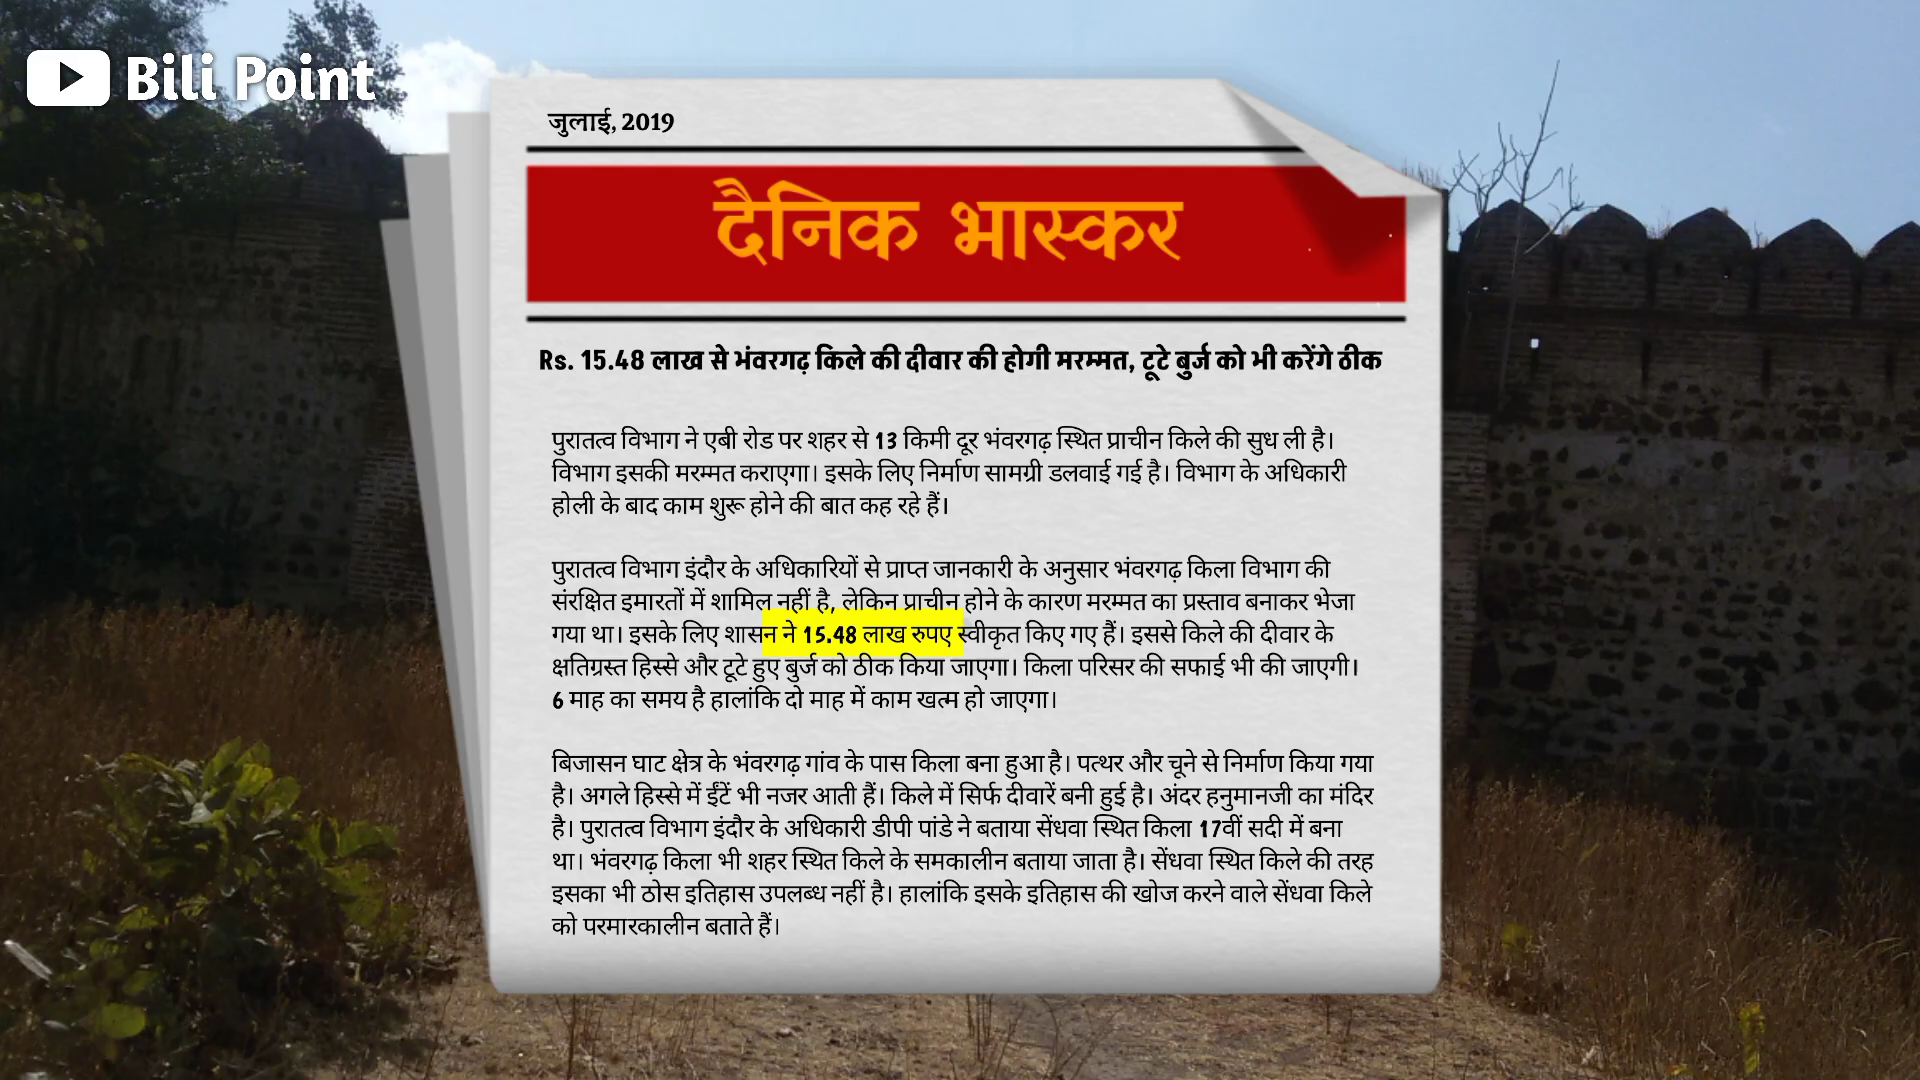 Bili Point
जुलाई, 2019
दैनिक भास्कर
Rs. 15.48 लाख से भंवरगढ़ किले की दीवार की होगी मरम्मत, टूटे बुर्ज को भी करेंगे ठीक
पुरातत्व विभाग ने एबी रोड पर शहर से 13 किमी दूर भंवरगढ़ स्थित प्राचीन किले की सुध ली है।
विभाग इसकी मरम्मत कराएगा। इसके लिए निर्माण सामग्री डलवाई गई है। विभाग के अधिकारी
होली के बाद काम शुरू होने की बात कह रहे हैं।
पुरातत्व विभाग इंदौर के अधिकारियों से प्राप्त जानकारी के अनुसार भंवरगढ़ किला विभाग की
संरक्षित इमारतों में शामिल नहीं है, लेकिन प्राचीन होने के कारण मरम्मत का प्रस्ताव बनाकर भेजा
गया था। इसके लिए शासन ने 15.48 लाख रुपए स्वीकृत किए गए हैं। इससे किले की दीवार के
क्षतिग्रस्त हिस्से और टूटे हुए बुर्ज को ठीक किया जाएगा। किला परिसर की सफाई भी की जाएगी।
6 माह का समय है हालांकि दो माह में काम खत्म हो जाएगा।
बिजासन घाट क्षेत्र के भंवरगढ़ गांव के पास किला बना हुआ है। पत्थर और चूने से निर्माण किया गया
है। अगले हिस्से में ईंटें भी नजर आती हैं। किले में सिर्फ दीवारें बनी हुई है। अंदर हनुमानजी का मंदिर
है। पुरातत्व विभाग इंदौर के अधिकारी डीपी पांडे ने बताया सेंधवा स्थित किला 17वीं सदी में बना
था। भंवरगढ़ किला भी शहर स्थित किले के समकालीन बताया जाता है। सेंधवा स्थित किले की तरह
इसका भी ठोस इतिहास उपलब्ध नहीं है। हालांकि इसके इतिहास की खोज करने वाले सेंधवा किले
को परमारकालीन बताते हैं।